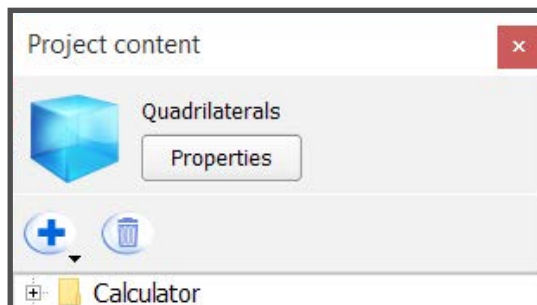 Project content
Quadrilaterals
Properties
Calculator